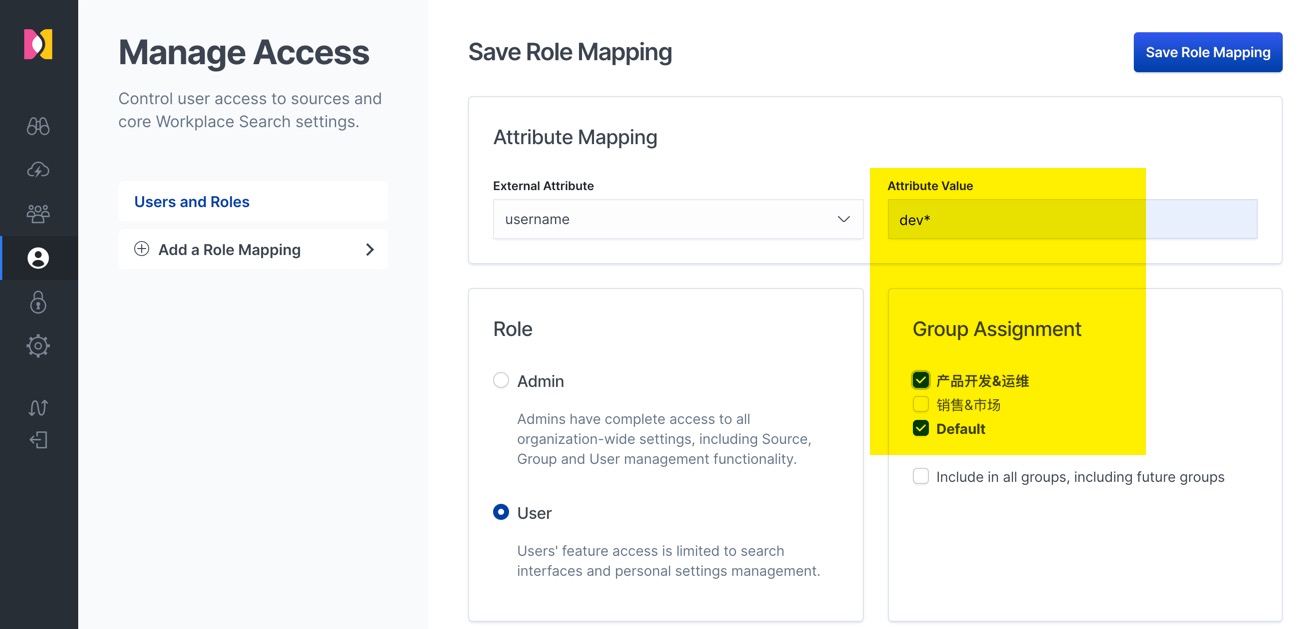 Manage Access
Control user access to sources and
core Workplace Search settings.
Users and Roles
Add a Role Mapping
Save Role Mapping
Save Role Mapping
Attribute Mapping
External Attribute
username
Attribute Value
dev*
Role
Admin
Admins have complete access to all
organization-wide settings, including Source,
Group and User management functionality.
User
Users' feature access is limited to search
interfaces and personal settings management.
Group Assignment
产品开发&运维
销售&市场
Default
Include in all groups, including future groups